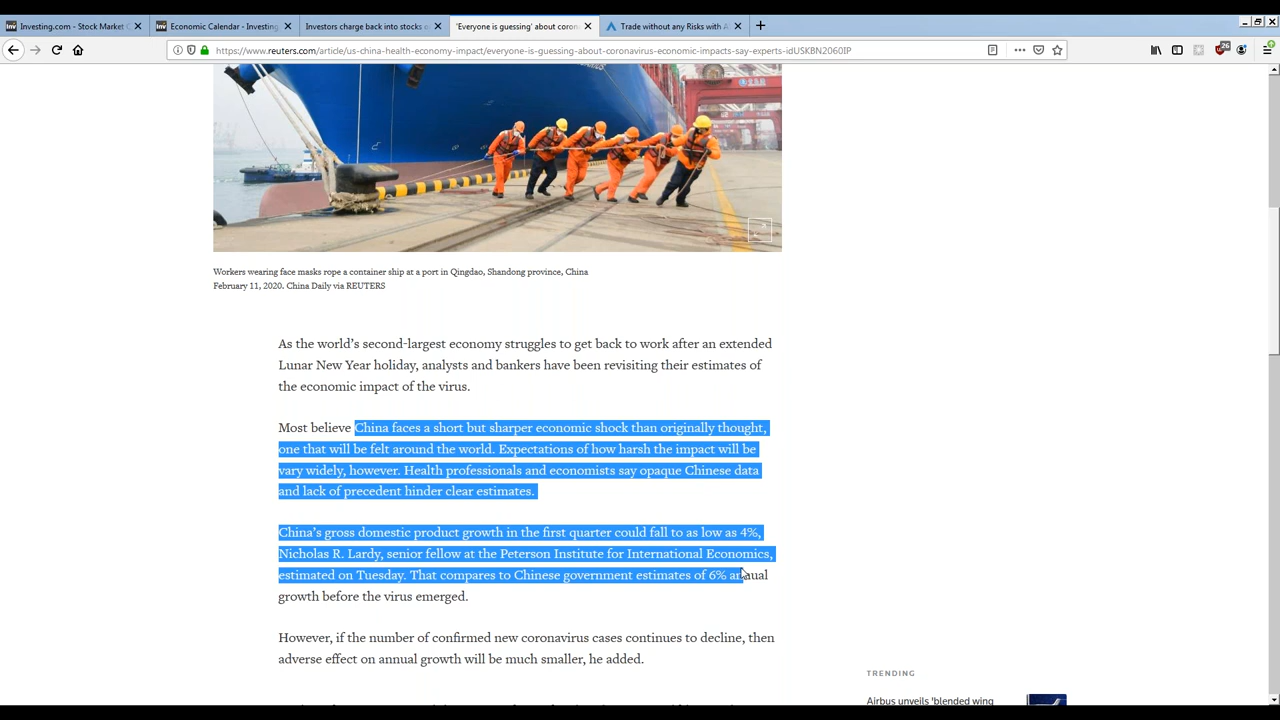 Investing.com - Stock Market
Economic Calendar - Investing
Investors charge back into stocks o
'Everyone is guessing' about coron
Trade without any Risks with A
https://www.reuters.com/article/us-china-health-economy-impact/everyone-is-guessing-about-coronavirus-economic-impacts-say-experts-idUSKBN2060IP
26
Workers wearing face masks rope a container ship at a port in Qingdao, Shandong province, China
February 11, 2020. China Daily via REUTERS
As the world's second-largest economy struggles to get back to work after an extended
Lunar New Year holiday, analysts and bankers have been revisiting their estimates of
the economic impact of the virus.
Most believe China faces a short but sharper economic shock than originally thought,
one that will be felt around the world. Expectations of how harsh the impact will be
vary widely, however. Health professionals and economists say opaque Chinese data
and lack of precedent hinder clear estimates.
China's gross domestic product growth in the first quarter could fall to as low as 4%,
Nicholas R. Lardy, senior fellow at the Peterson Institute for International Economics,
estimated on Tuesday. That compares to Chinese government estimates of 6% annual
growth before the virus emerged.
However, if the number of confirmed new coronavirus cases continues to decline, then
adverse effect on annual growth will be much smaller, he added.
TRENDING
Airbus unveils 'blended wing